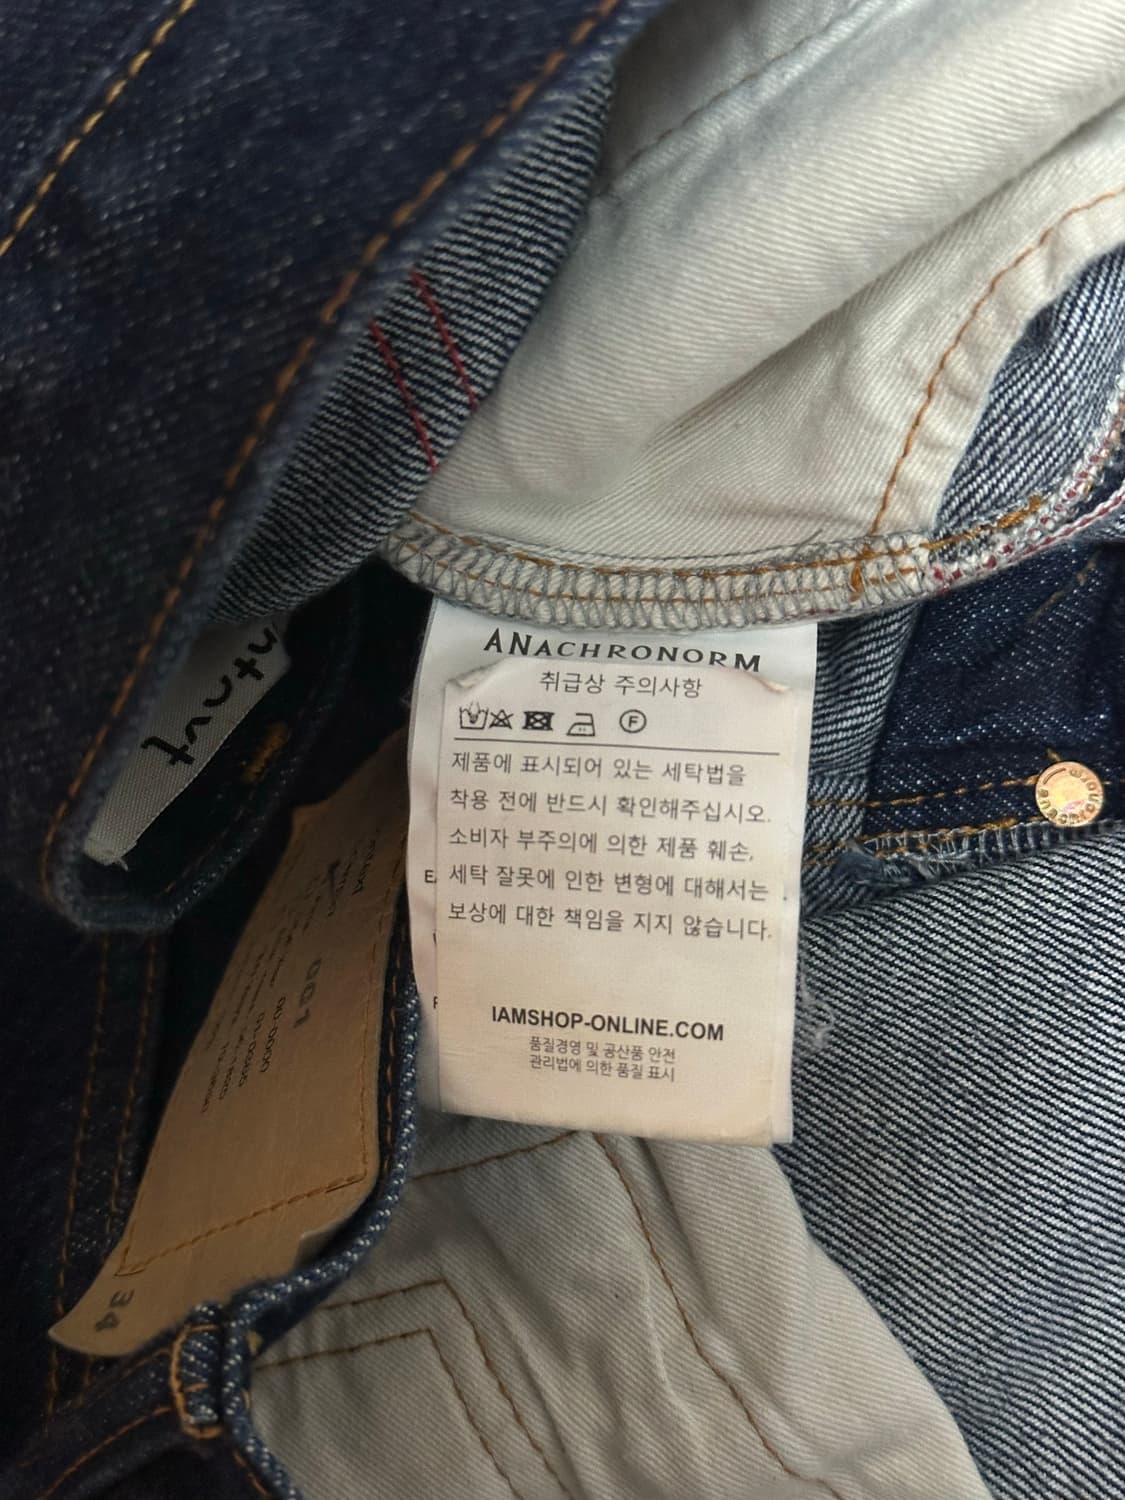 ANACHRONORM
취급상 주의사항
F
제품에 표시되어 있는 세탁법을
착용 전에 반드시 확인해주십시오.
소비자 부주의에 의한 제품 훼손,
세탁 잘못에 인한 변형에 대해서는
보상에 대한 책임을 지지 않습니다.
IAMSHOP-ONLINE.COM
품질경영 및 공산품 안전
관리법에 의한 품질 표시
001
34